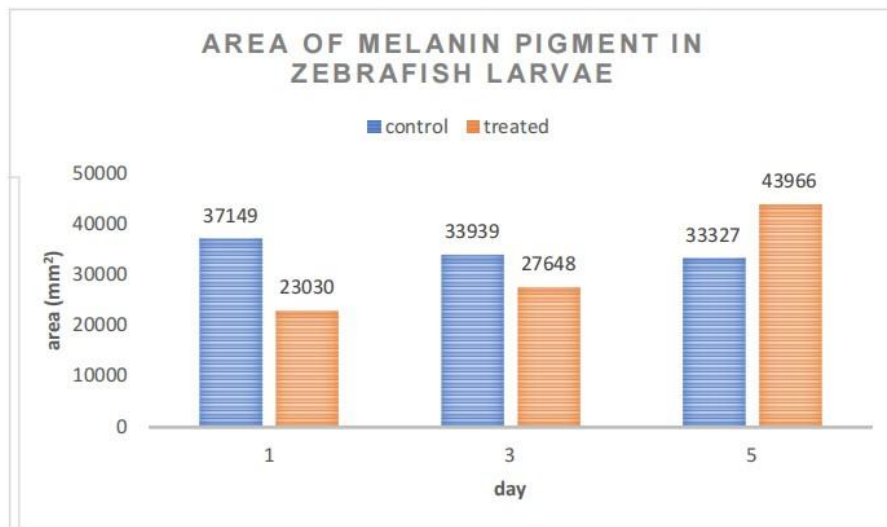 AREA OF MELANIN PIGMENT IN
ZEBRAFISH LARVAE
control treated
50000
40000
30000
20000
10000
0
area (mm²)
37149
23030
33939
27648
33327
43966
1 3 5
day